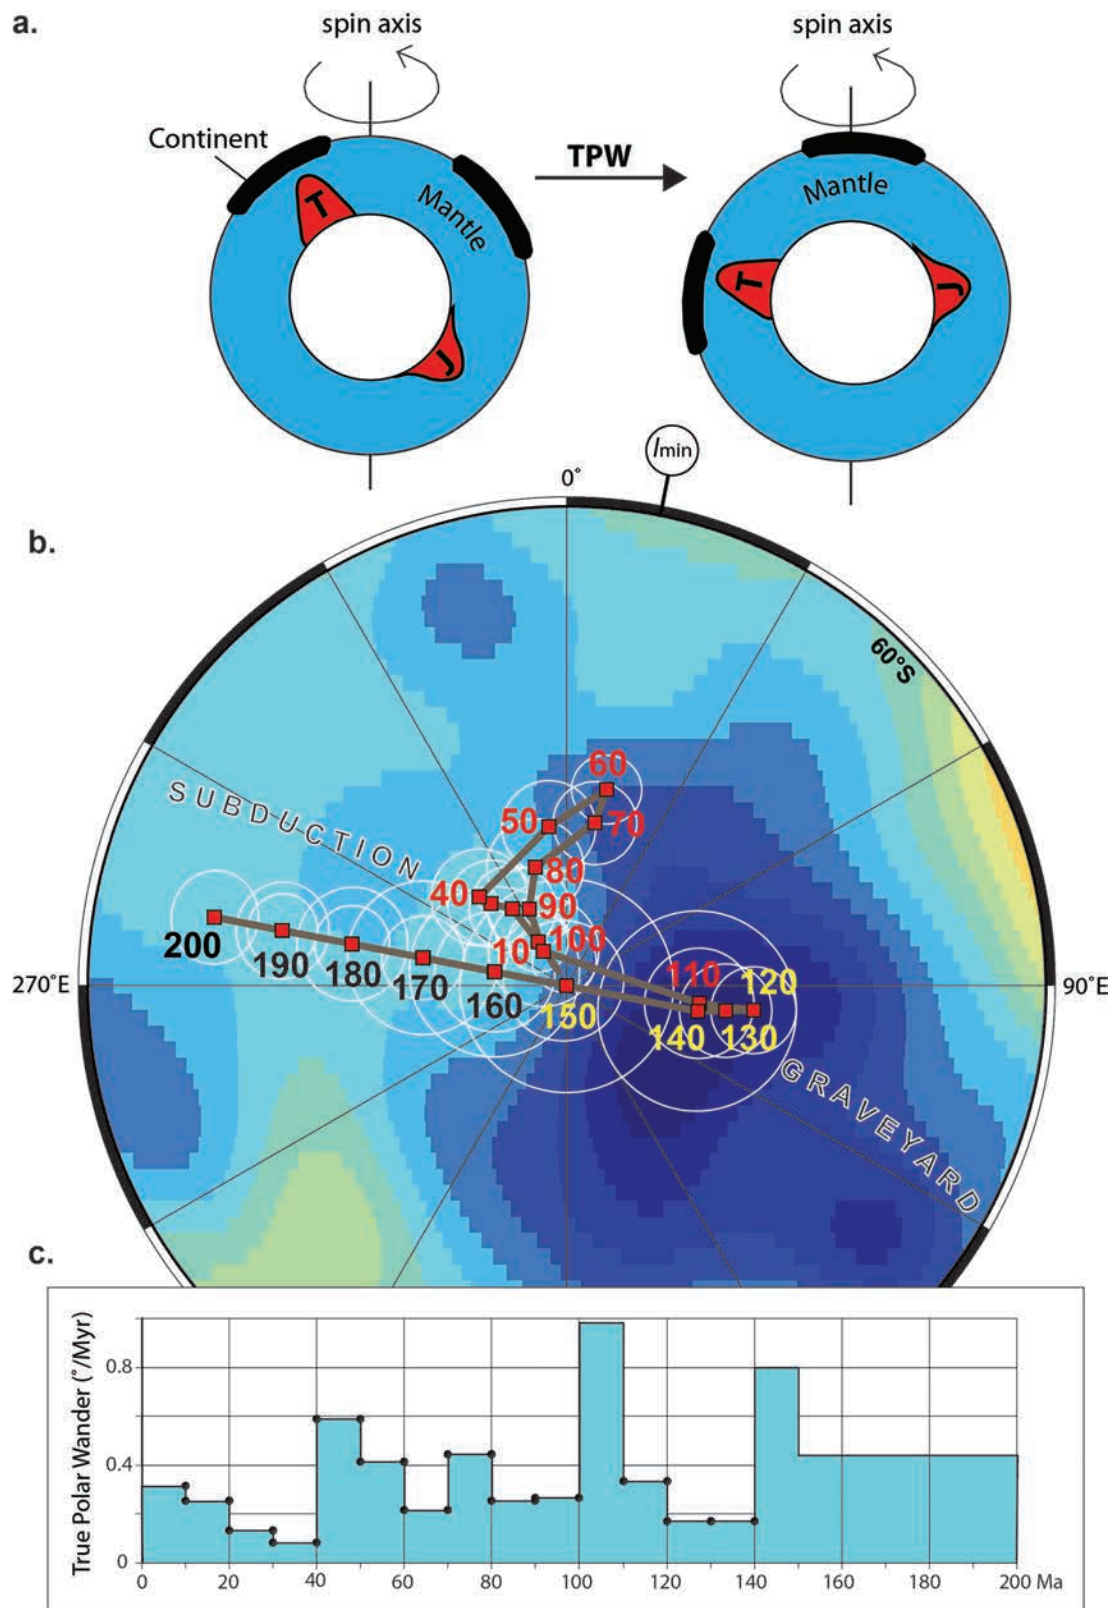 a.
spin axis
spin axis
Continent
T
Mantle
J
TPW
Mantle
T
J
Imin
0°
b.
60°S
SUBDUCTION
60
50
70
80
40
90
200
190
180
170
160
10
100
150
110
120
140
130
270°E
90°E
GRAVEYARD
c.
True Polar Wander (°/Myr)
0.8
0.4
0
0 20 40 60 80 100 120 140 160 180 200 Ma